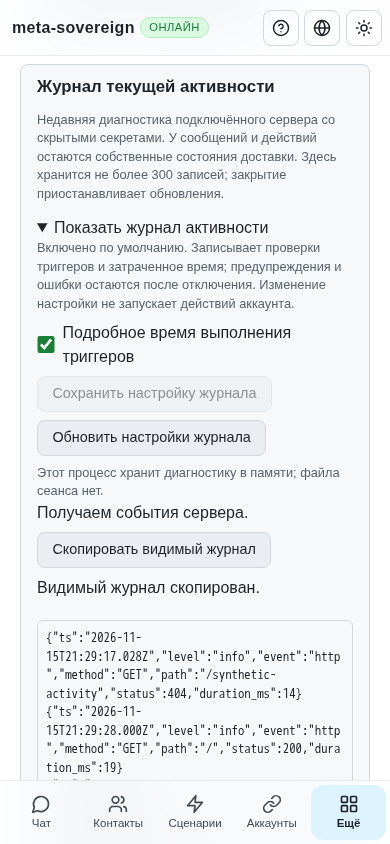 meta-sovereign ОНЛАЙН
Журнал текущей активности
Недавняя диагностика подключённого сервера со
скрытыми секретами. У сообщений и действий
остаются собственные состояния доставки. Здесь
хранится не более 300 записей; закрытие
приостанавливает обновления.
▼ Показать журнал активности
Включено по умолчанию. Записывает проверки
триггеров и затраченное время; предупреждения и
ошибки остаются после отключения. Изменение
настройки не запускает действий аккаунта.
Подробное время выполнения
триггеров
Сохранить настройку журнала
Обновить настройки журнала
Этот процесс хранит диагностику в памяти; файла
сеанса нет.
Получаем события сервера.
Скопировать видимый журнал
Видимый журнал скопирован.
{"ts":"2026-11-
15T21:29:17.028Z","level":"info","event":"http
","method":"GET","path":"/synthetic-
activity","status":404,"duration_ms":14}
{"ts":"2026-11-
15T21:29:28.000Z","level":"info","event":"http
","method":"GET","path":"/","status":200,"dura
tion_ms":19}
Чат
Контакты
Сценарии
Аккаунты
Ещё